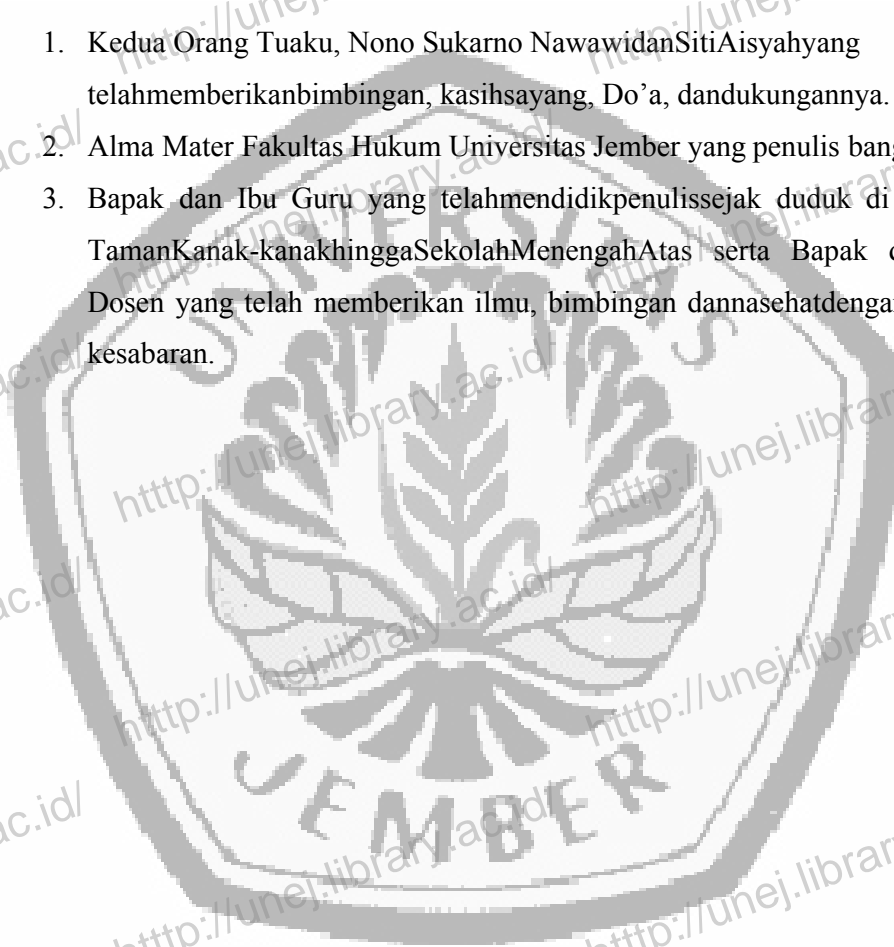 1. Kedua Orang Tuaku, Nono Sukarno NawawidanSitiAisyahyang
telahmemberikanbimbingan, kasihsayang, Do’a, dandukungannya.
2. Alma Mater Fakultas Hukum Universitas Jember yang penulis
3. Bapak dan Ibu Guru yang telahmendidikpenulissejak duduk di
TamanKanak-kanakhinggaSekolahMenengahAtas serta Bapak
Dosen yang telah memberikan ilmu, bimbingan
kesabaran.
UNIVERSITAS
JEMBER